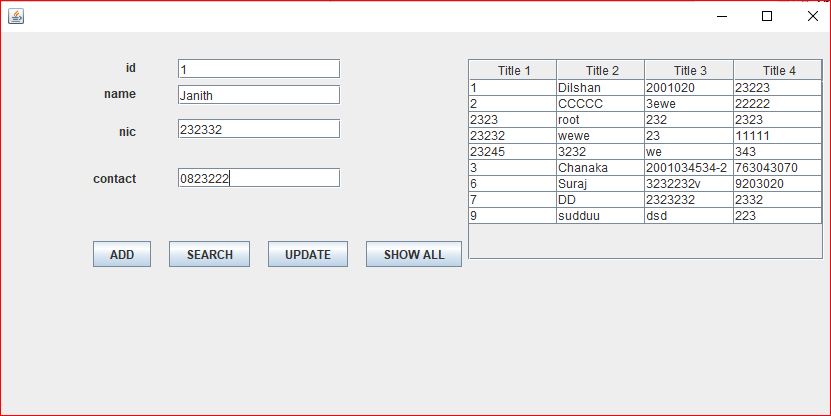 id 1
name Janith
nic 232332
contact 0823222
ADD SEARCH UPDATE SHOW ALL
Title 1 Title 2 Title 3 Title 4
1 Dilshan 2001020 23223
2 CCCCC 3ewe 22222
2323 root 232 2323
23232 wewe 23 11111
23245 3232 we 343
3 Chanaka 2001034534-2 763043070
6 Suraj 3232232v 9203020
7 DD 2323232 2332
9 sudduu dsd 223